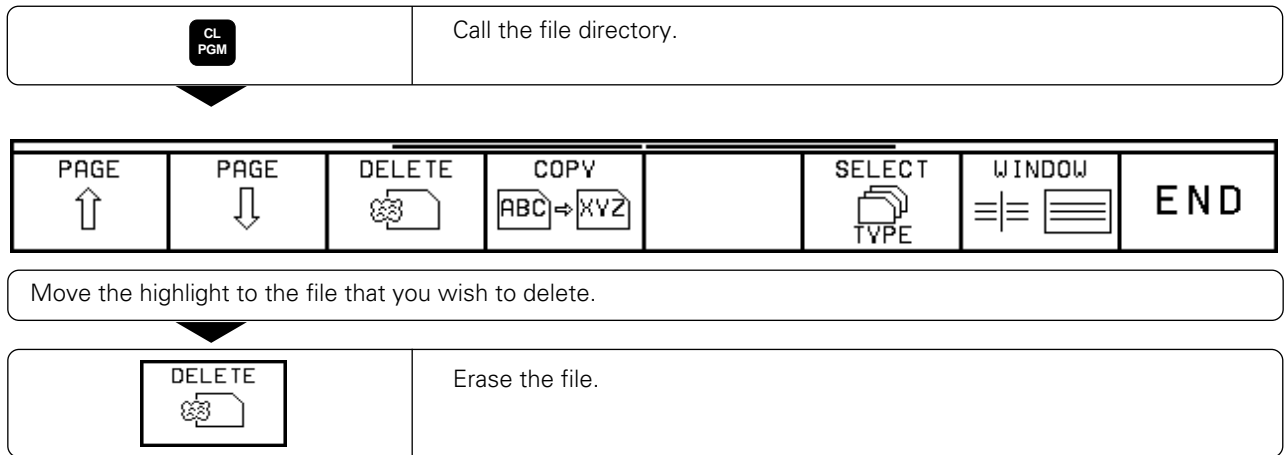 CL
PGM
Call the file directory.
PAGE PAGE DELETE COPY SELECT WINDOW
ABC XYZ END
TYPE
Move the highlight to the file that you wish to delete.
DELETE
Erase the file.